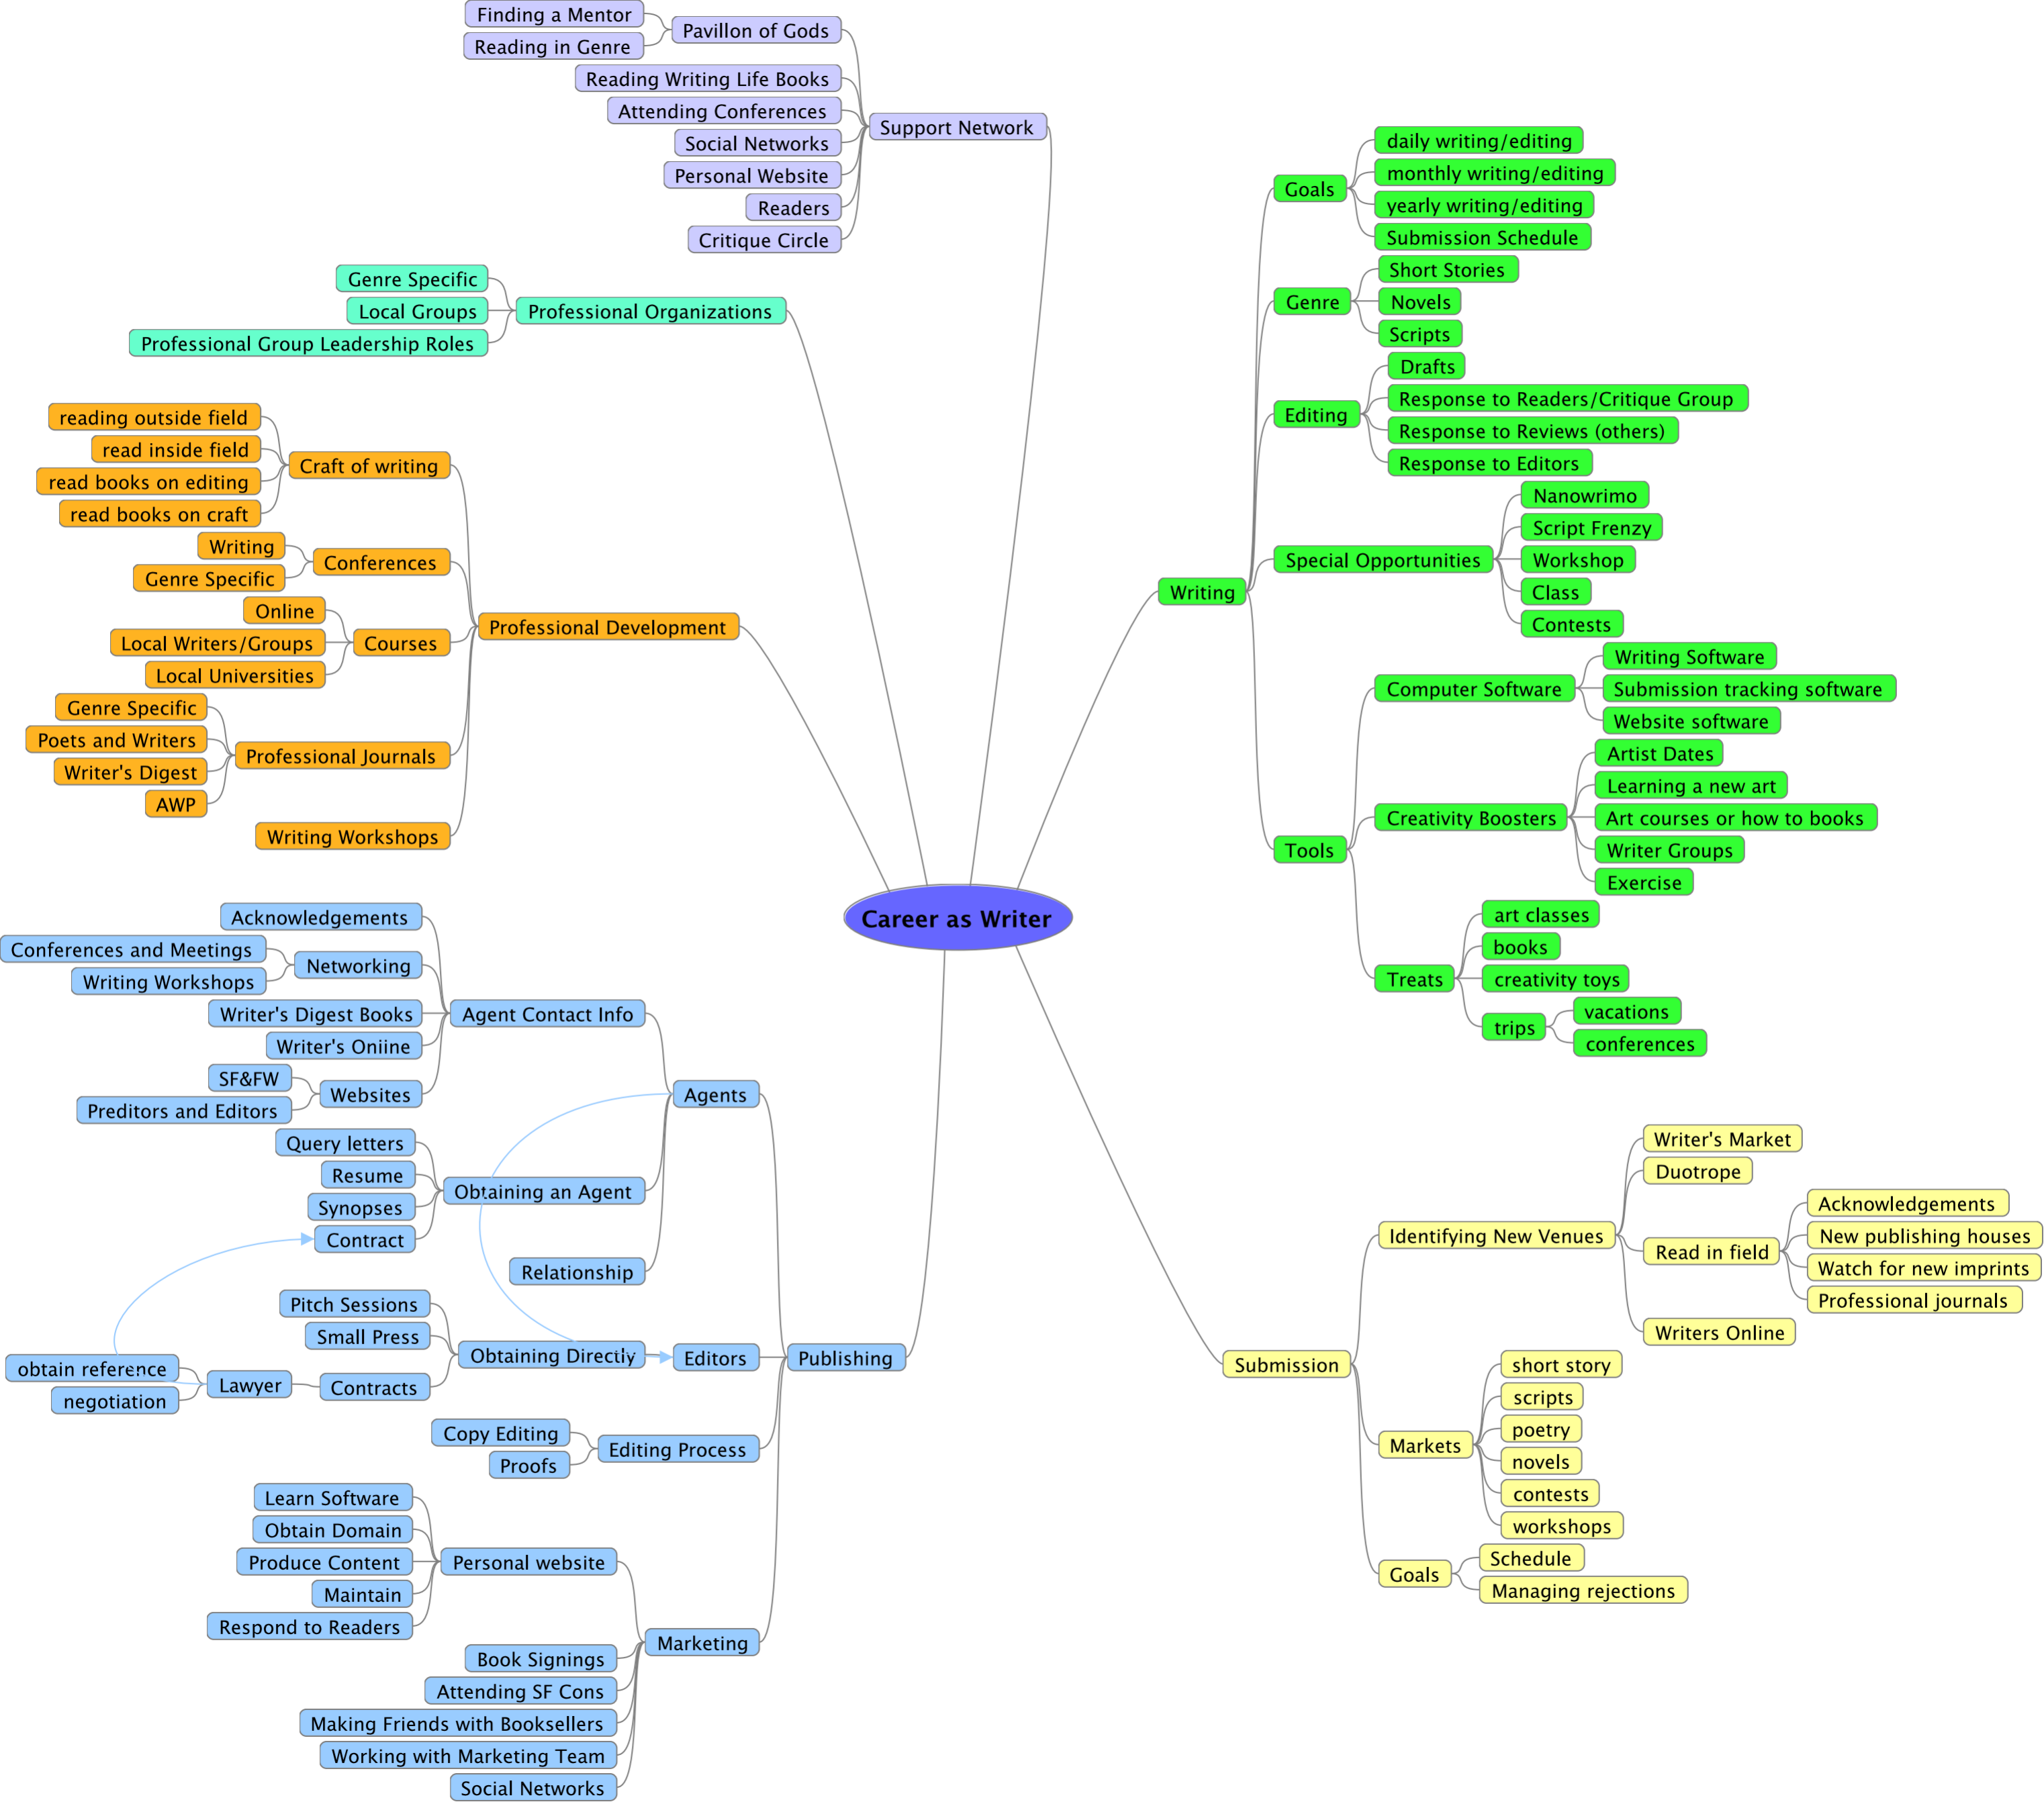 Career as Writer
Support Network
Pavillon of Gods
Finding a Mentor
Reading in Genre
Reading Writing Life Books
Attending Conferences
Social Networks
Personal Website
Readers
Critique Circle
Professional Organizations
Genre Specific
Local Groups
Professional Group Leadership Roles
Professional Development
Craft of writing
reading outside field
read inside field
read books on editing
read books on craft
Conferences
Writing
Genre Specific
Courses
Online
Local Writers/Groups
Local Universities
Professional Journals
Genre Specific
Poets and Writers
Writer's Digest
AWP
Writing Workshops
Publishing
Agents
Agent Contact Info
Acknowledgements
Networking
Conferences and Meetings
Writing Workshops
Writer's Digest Books
Writer's Oniine
Websites
SF&FW
Preditors and Editors
Obtaining an Agent
Query letters
Resume
Synopses
Contract
Relationship
Editors
Obtaining Directly
Pitch Sessions
Small Press
Contracts
Lawyer
obtain reference
negotiation
Editing Process
Copy Editing
Proofs
Marketing
Personal website
Learn Software
Obtain Domain
Produce Content
Maintain
Respond to Readers
Book Signings
Attending SF Cons
Making Friends with Booksellers
Working with Marketing Team
Social Networks
Writing
Goals
daily writing/editing
monthly writing/editing
yearly writing/editing
Submission Schedule
Genre
Short Stories
Novels
Scripts
Editing
Drafts
Response to Readers/Critique Group
Response to Reviews (others)
Response to Editors
Special Opportunities
Nanowrimo
Script Frenzy
Workshop
Class
Contests
Tools
Computer Software
Writing Software
Submission tracking software
Website software
Creativity Boosters
Artist Dates
Learning a new art
Art courses or how to books
Writer Groups
Exercise
Treats
art classes
books
creativity toys
trips
vacations
conferences
Submission
Identifying New Venues
Writer's Market
Duotrope
Read in field
Acknowledgements
New publishing houses
Watch for new imprints
Professional journals
Writers Online
Markets
short story
scripts
poetry
novels
contests
workshops
Goals
Schedule
Managing rejections